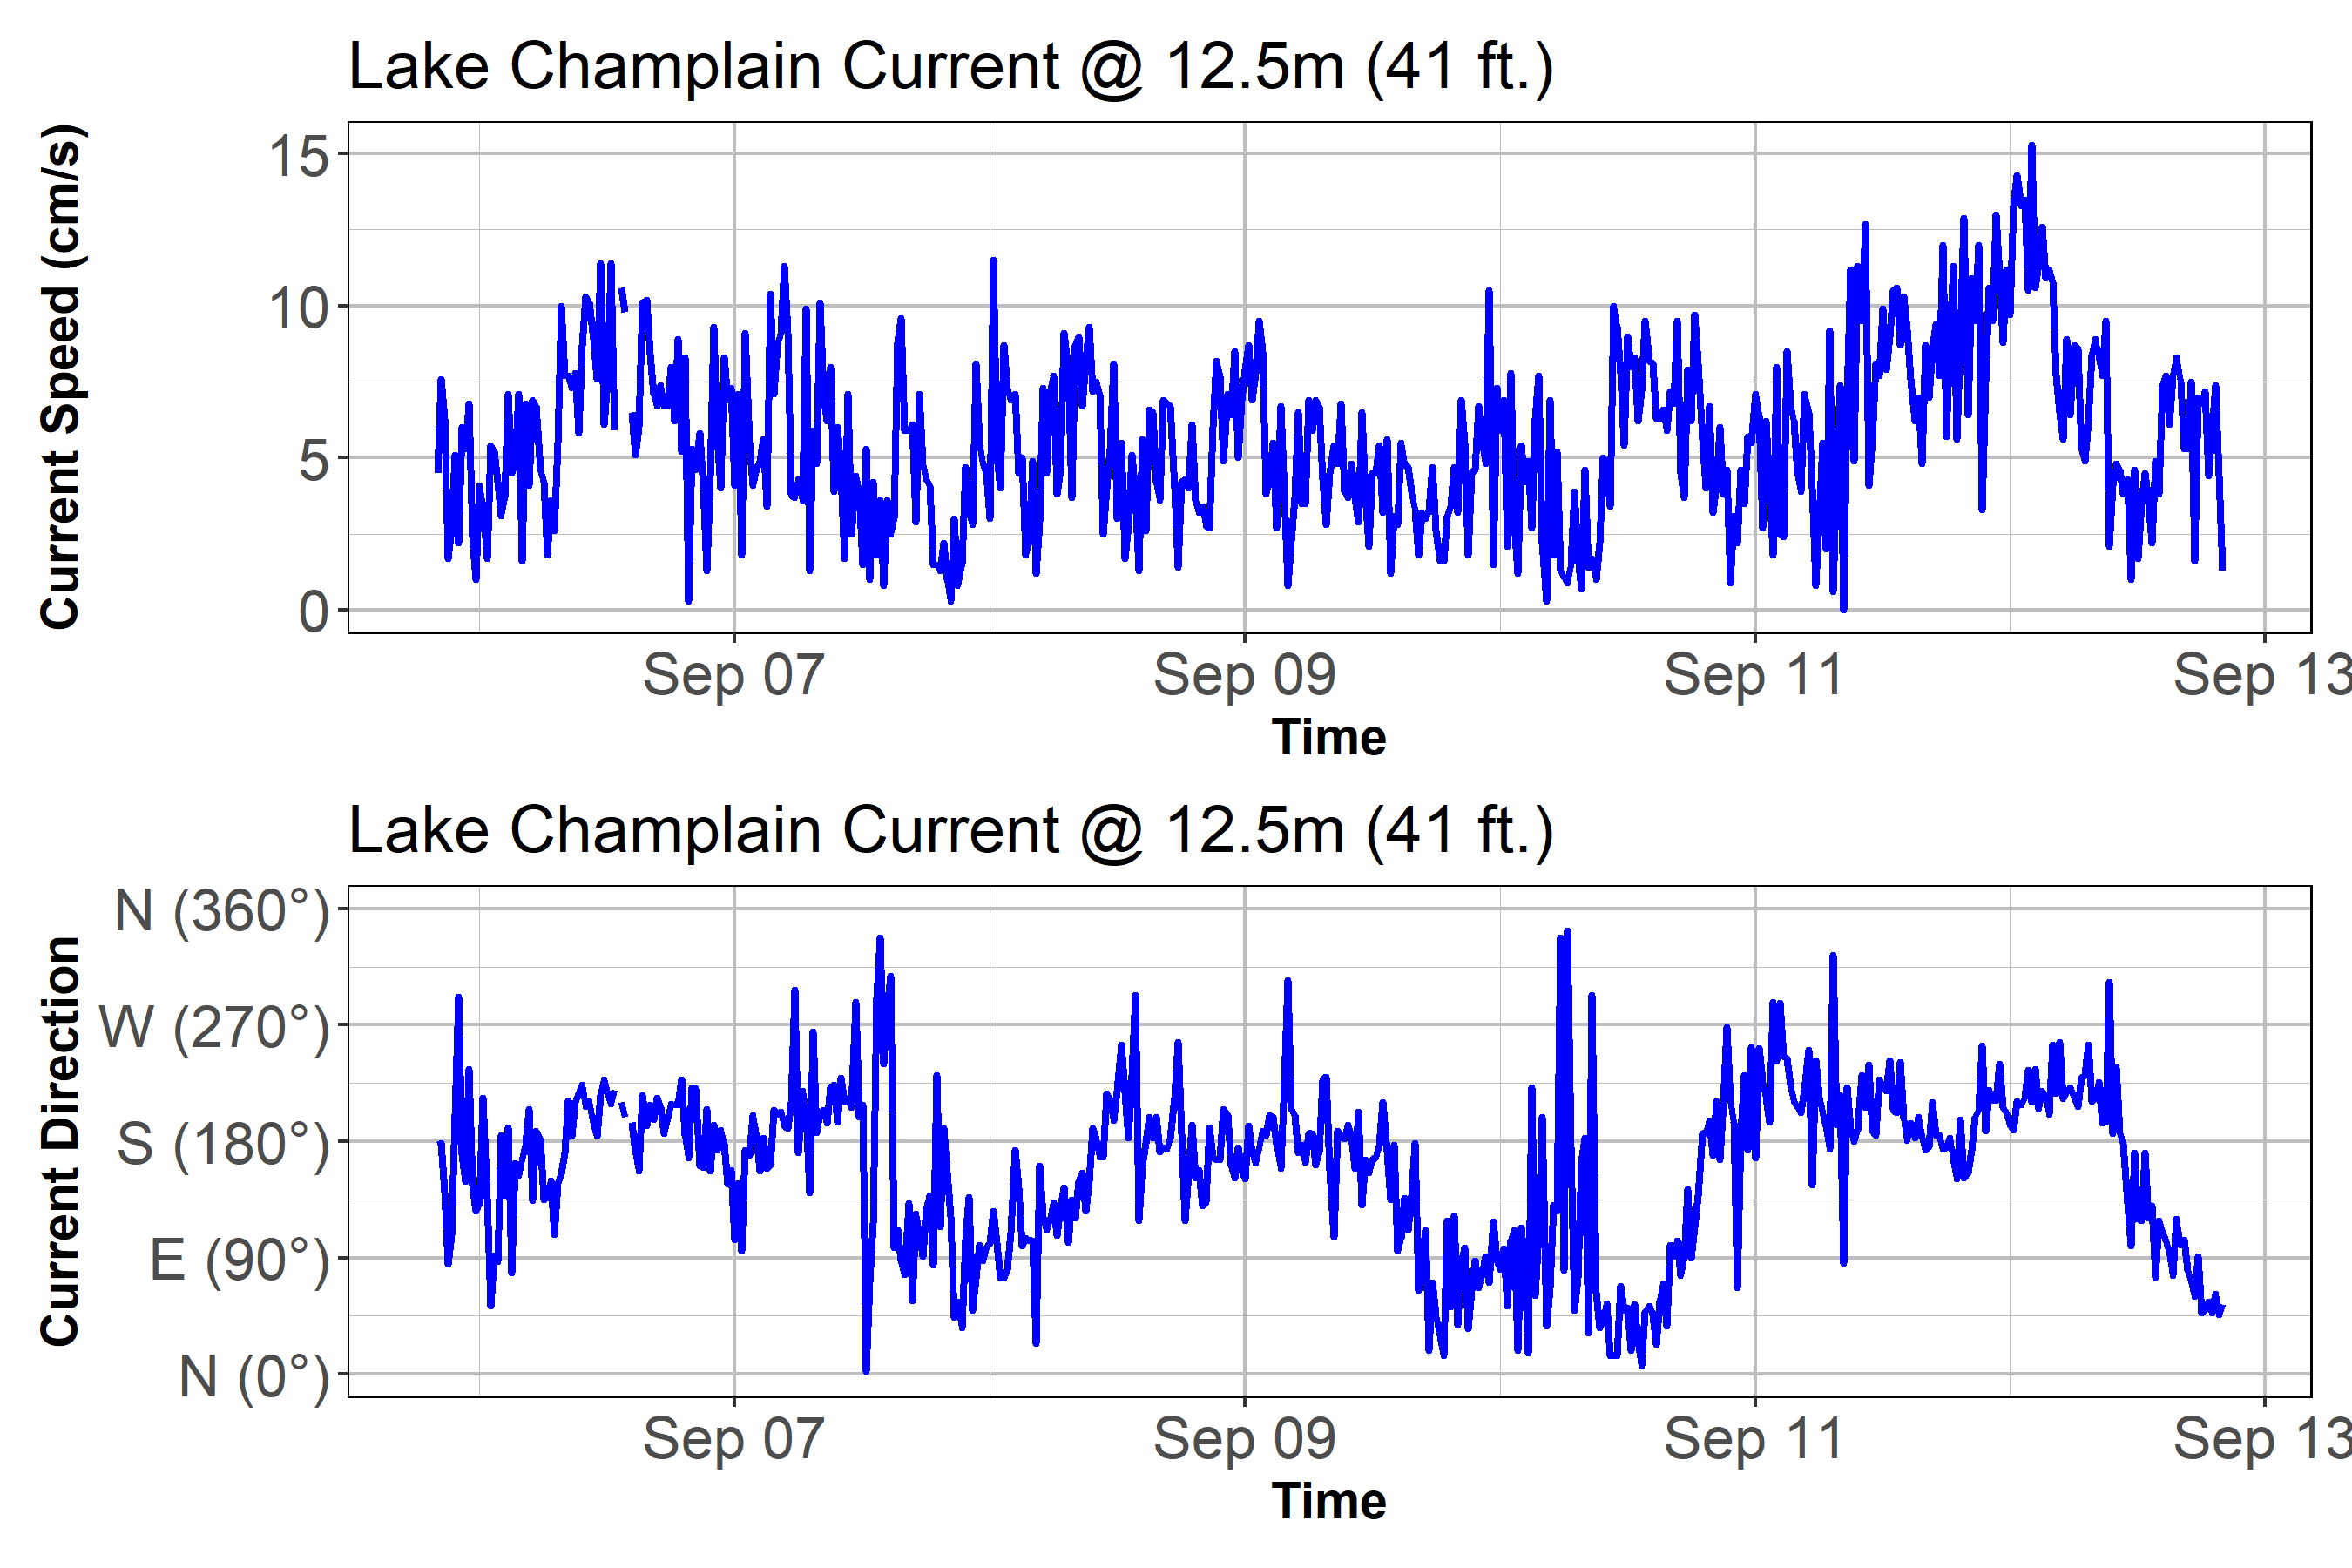 Lake Champlain Current @ 12.5m (41 ft.)
Current Speed (cm/s)
15
10
5
0
Sep 07 Sep 09 Sep 11 Sep 13
Time
Lake Champlain Current @ 12.5m (41 ft.)
Current Direction
N (360°)
W (270°)
S (180°)
E (90°)
N (0°)
Sep 07 Sep 09 Sep 11 Sep 13
Time